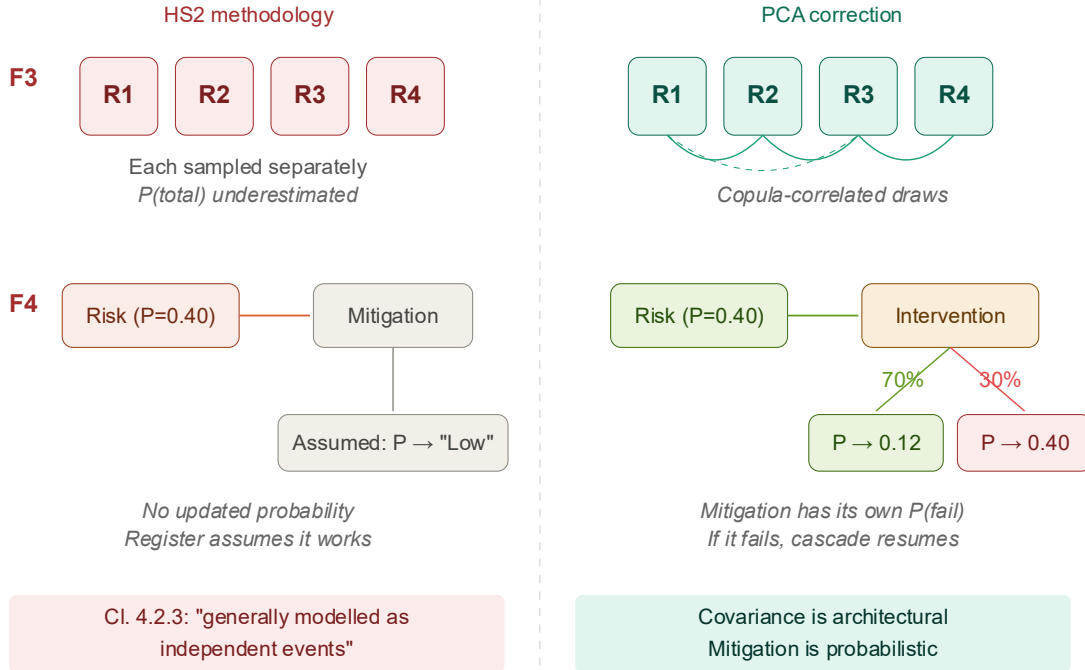 HS2 methodology
PCA correction
F3
R1
R2
R3
R4
R1
R2
R3
R4
Each sampled separately
P(total) underestimated
Copula-correlated draws
F4
Risk (P=0.40)
Mitigation
Risk (P=0.40)
Intervention
70%
30%
Assumed: P → "Low"
P → 0.12
P → 0.40
No updated probability
Register assumes it works
Mitigation has its own P(fail)
If it fails, cascade resumes
Cl. 4.2.3: "generally modelled as
independent events"
Covariance is architectural
Mitigation is probabilistic